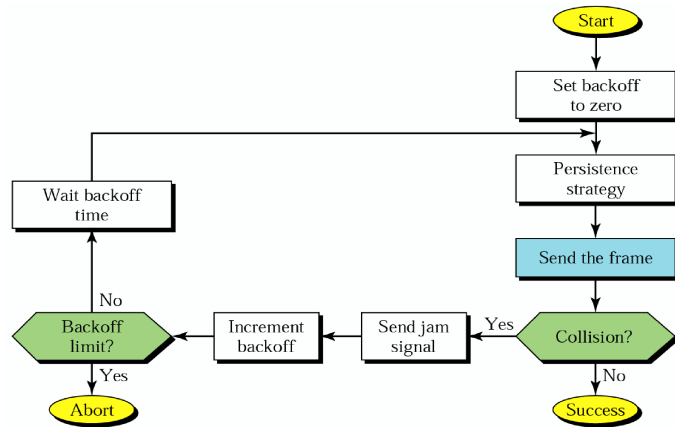 Start
Set backoff
to zero
Persistence
strategy
Wait backoff
time
Send the frame
No
Backoff
limit?
Increment
backoff
Send jam
signal
Yes
Collision?
Yes
No
Abort
Success